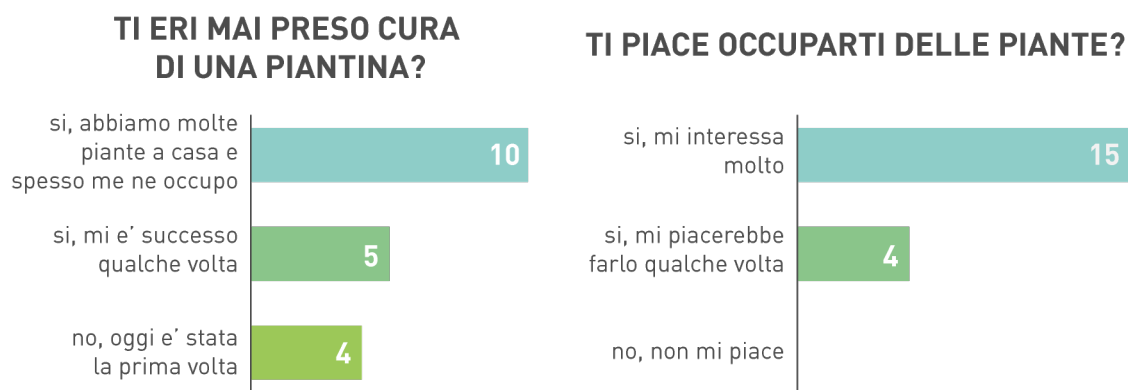 TI ERI MAI PRESO CURA
DI UNA PIANTINA?
si, abbiamo molte
piante a casa e
spesso me ne occupo
10
si, mi e' successo
qualche volta
5
no, oggi e' stata
la prima volta
4
TI PIACE OCCUPARTI DELLE PIANTE?
si, mi interessa
molto
15
si, mi piacerebbe
farlo qualche volta
4
no, non mi piace